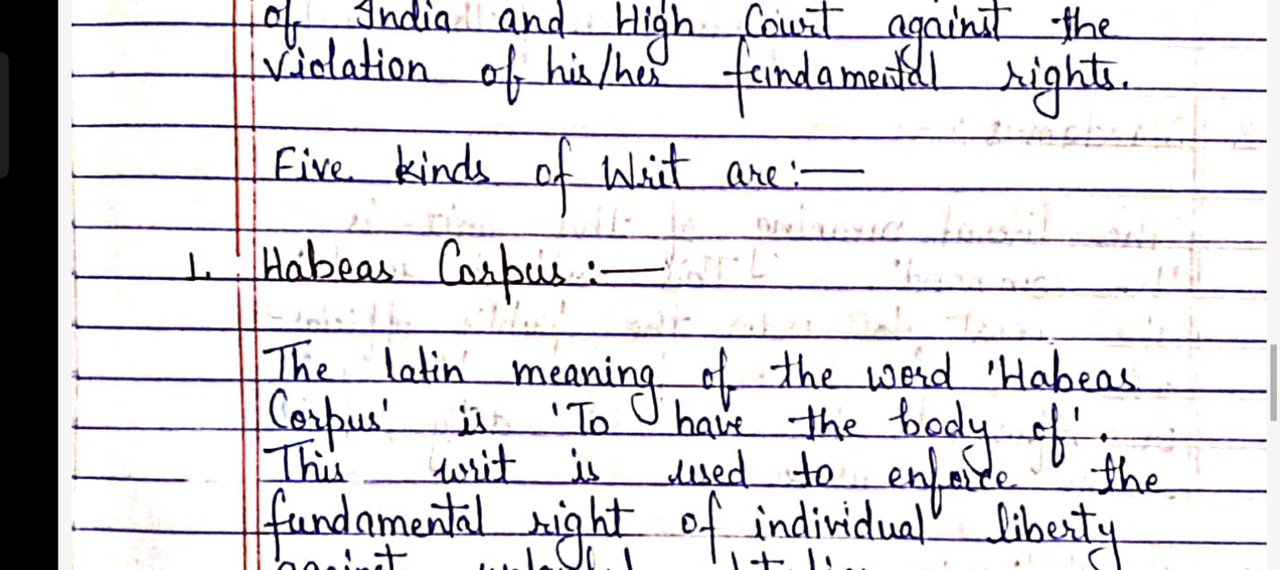 of India and High Court against the
violation of his/her fundamental rights.
Five kinds of Writ are:—
1. Habeas Corpus :—
The latin meaning of the word 'Habeas
Corpus' is 'To have the body of'.
This writ is used to enforce the
fundamental right of individual liberty
against unlawful